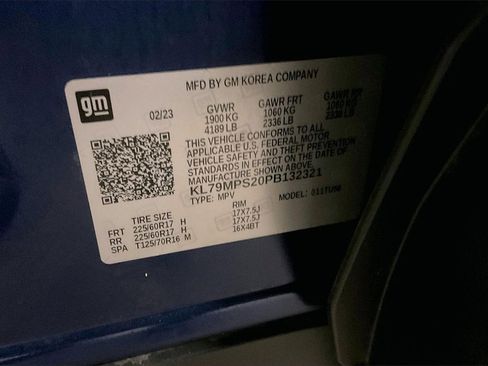 gm
MFD BY GM KOREA COMPANY
02/23 GVWR GAWR FRT GAWR RR
1900 KG 1060 KG 1060 KG
4189 LB 2336 LB 2336 LB
THIS VEHICLE CONFORMS TO ALL
APPLICABLE U.S. FEDERAL MOTOR
VEHICLE SAFETY AND THEFT PREVENTION
STANDARDS IN EFFECT ON THE DATE OF
MANUFACTURE SHOWN ABOVE.
KL79MPS20PB132321
TYPE: MPV MODEL:
TIRE SIZE RIM
FRT 225/60R17 H 17X7.5J
RR 225/60R17 H 17X7.5J
SPA T125/70R16 M 16X4BT